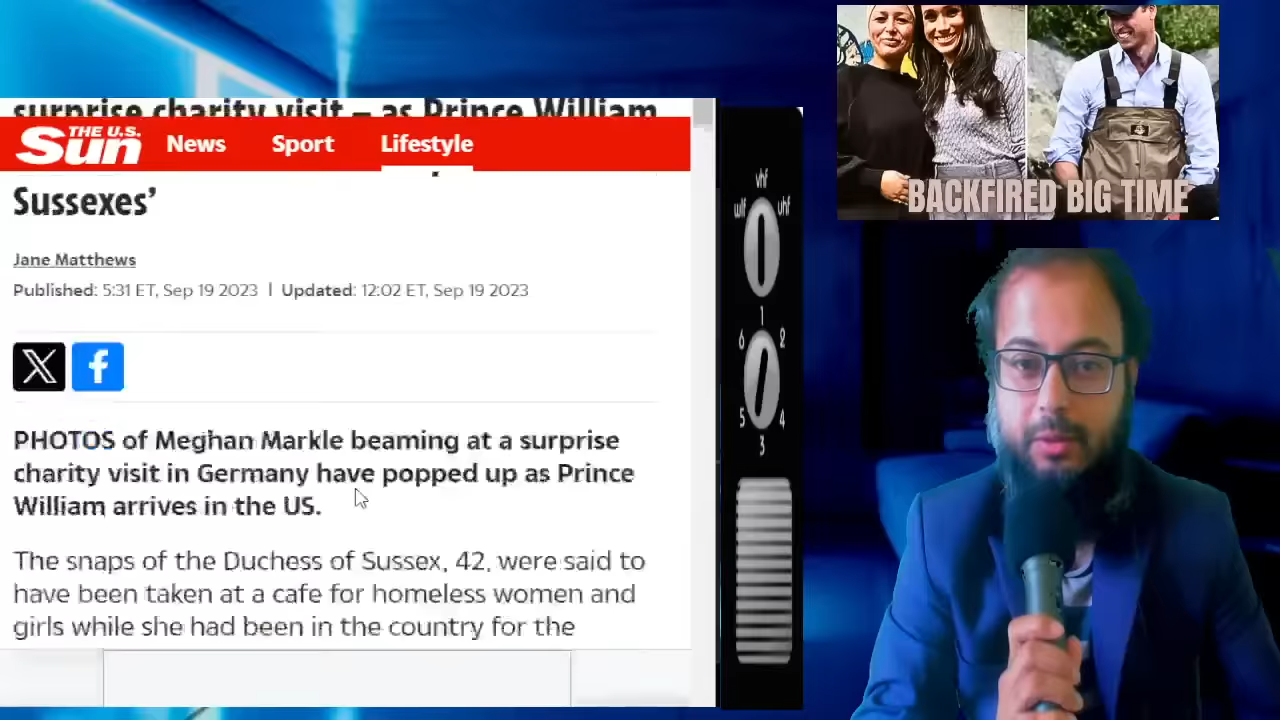 surprise charity visit – as Prince William
THE U.S.
Sun
News
Sport
Lifestyle
Sussexes’
Jane Matthews
Published: 5:31 ET, Sep 19 2023 | Updated: 12:02 ET, Sep 19 2023
PHOTOS of Meghan Markle beaming at a surprise
charity visit in Germany have popped up as Prince
William arrives in the US.
The snaps of the Duchess of Sussex, 42, were said to
have been taken at a cafe for homeless women and
girls while she had been in the country for the
vhf
uhf
1
6
2
5
4
3
BACKFIRED BIG TIME